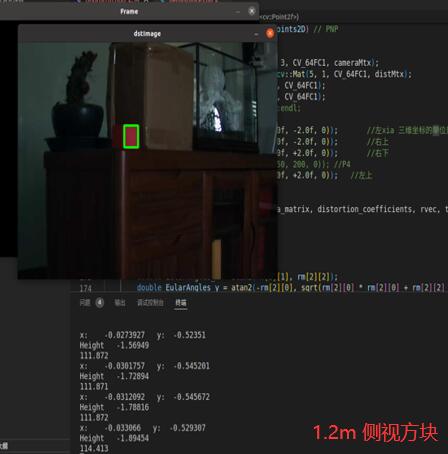 Frame
dstImage
<cv::Point2f>
oints2D) // PNP
3, CV_64FC1, cameraMtx);
cv::Mat(5, 1, CV_64FC1, distMtx);
, CV_64FC1);
, CV_64FC1);
:endl;
0f, -2.0f, 0)); //左xia 三维坐标的单位
0f, -2.0f, 0)); //右上
0f, +2.0f, 0)); //右下
50, 200, 0)); //P4
0f, +2.0f, 0)); //左上
a_matrix, distortion_coefficients, rvec, t
[1], rm[2][2]);
174 double EularAngles_y = atan2(-rm[2][0], sqrt(rm[2][0] * rm[2][0] + rm[2][2]
问题 4 输出 调试控制台 终端
x: -0.0273927 y: -0.52351
Height -1.56949
111.872
x: -0.0301757 y: -0.545201
Height -1.72894
111.871
x: -0.0312092 y: -0.545672
Height -1.78816
111.872
x: -0.033066 y: -0.529307
Height -1.89454
114.413
大纲
1.2m 侧视方块